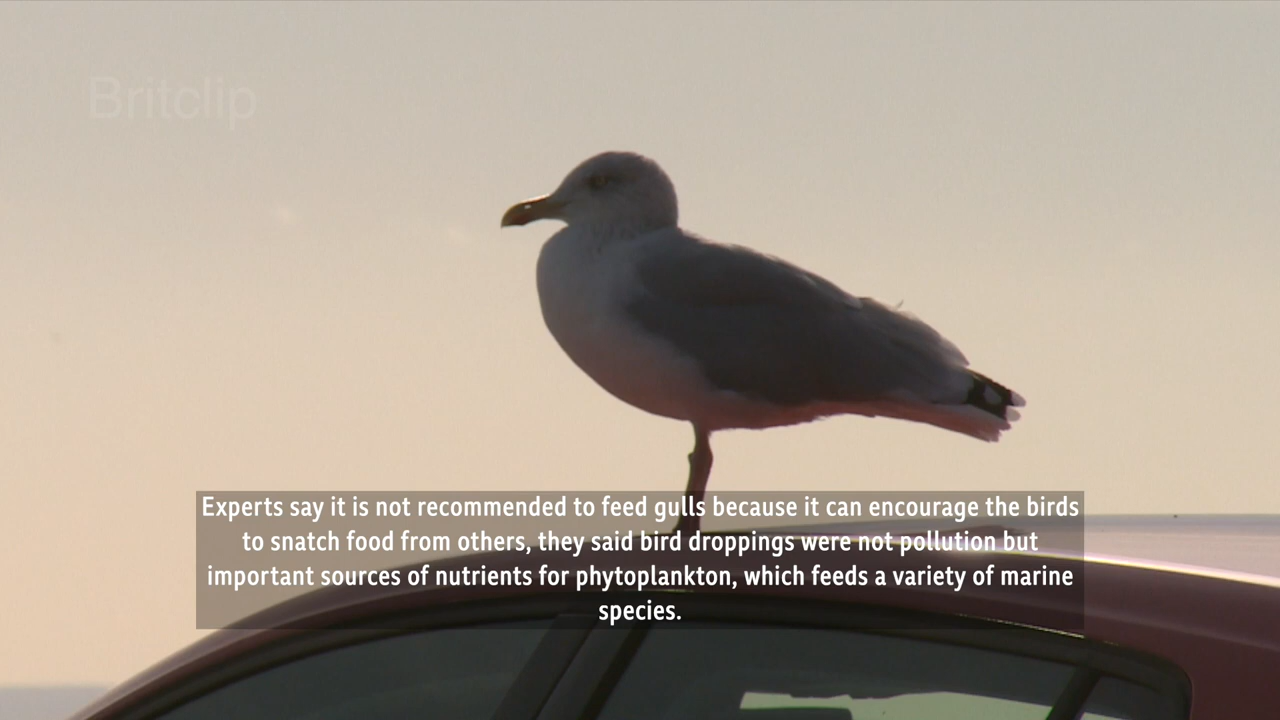 Britclip
Experts say it is not recommended to feed gulls because it can encourage the birds
to snatch food from others, they said bird droppings were not pollution but
important sources of nutrients for phytoplankton, which feeds a variety of marine
species.